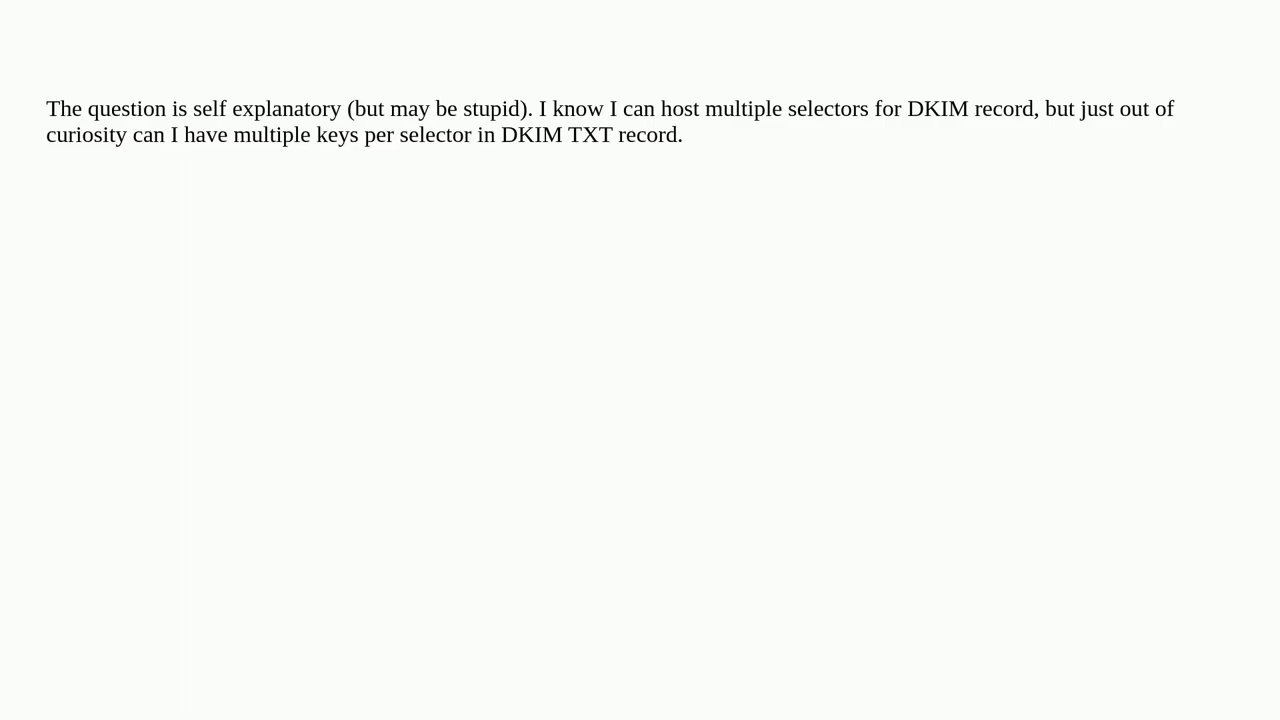 The question is self explanatory (but may be stupid). I know I can host multiple selectors for DKIM record, but just out of
curiosity can I have multiple keys per selector in DKIM TXT record.